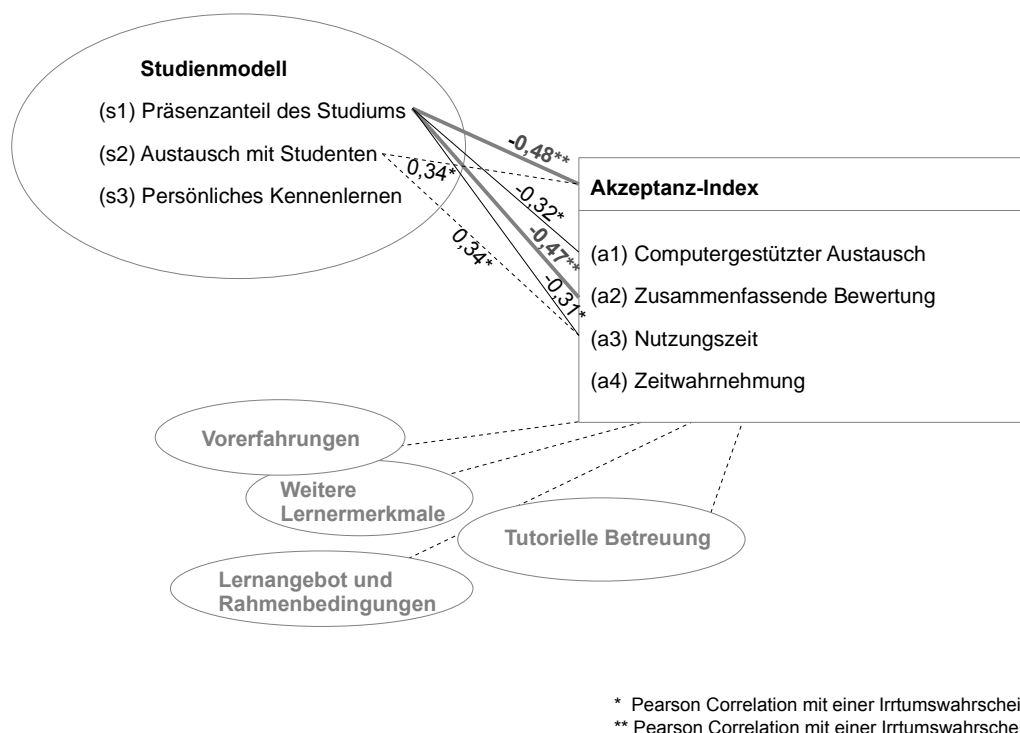 Studienmodell
(s1) Präsenzanteil des Studiums
(s2) Austausch mit Studenten
(s3) Persönliches Kennenlernen
-0,48**
0,34*
-0,32*
-0,47**
0,34*
-0,31*
Akzeptanz-Index
(a1) Computergestützter Austausch
(a2) Zusammenfassende Bewertung
(a3) Nutzungszeit
(a4) Zeitwahrnehmung
Vorerfahrungen
Weitere
Lernermerkmale
Tutorielle Betreuung
Lernangebot und
Rahmenbedingungen
* Pearson Correlation mit einer Irrtumswahrschei
** Pearson Correlation mit einer Irrtumswahrsche